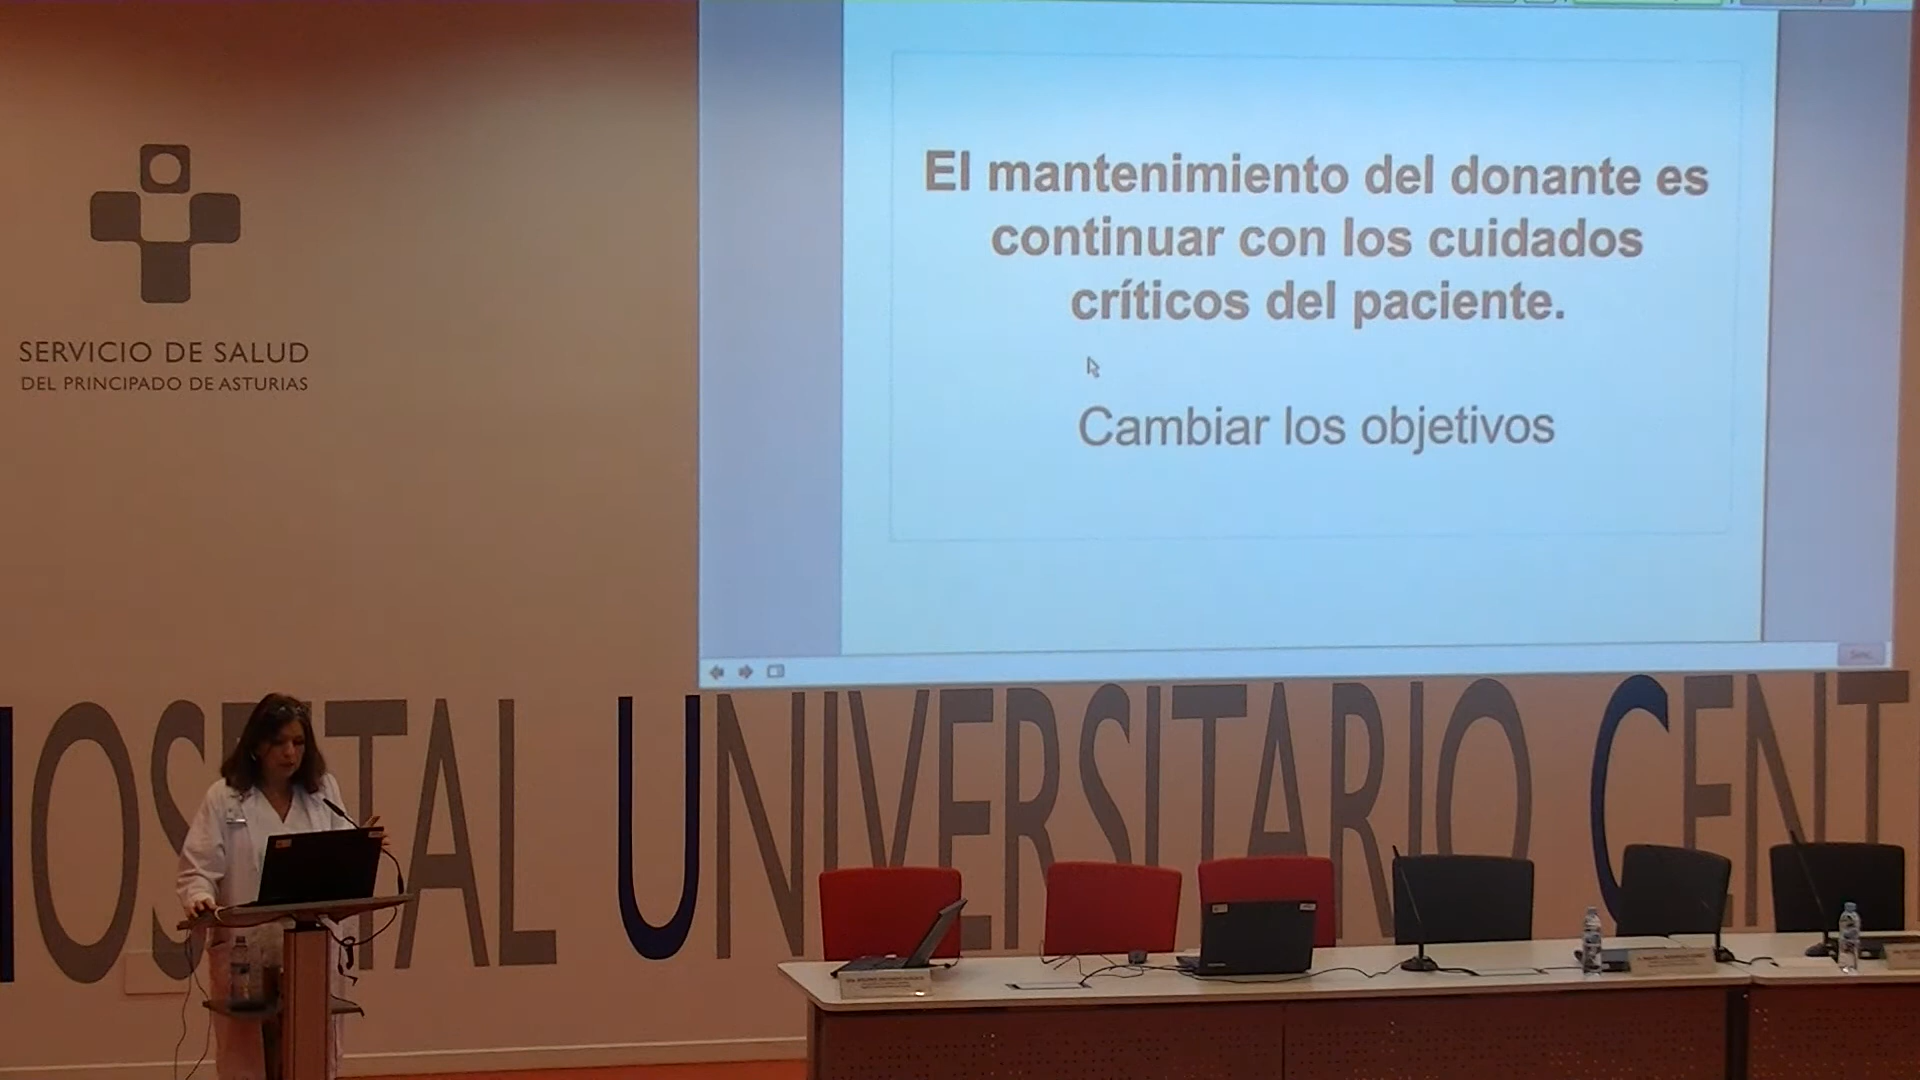 El mantenimiento del donante es
continuar con los cuidados
críticos del paciente.
Cambiar los objetivos
SERVICIO DE SALUD
DEL PRINCIPADO DE ASTURIAS
HOSPITAL UNIVERSITARIO CENT